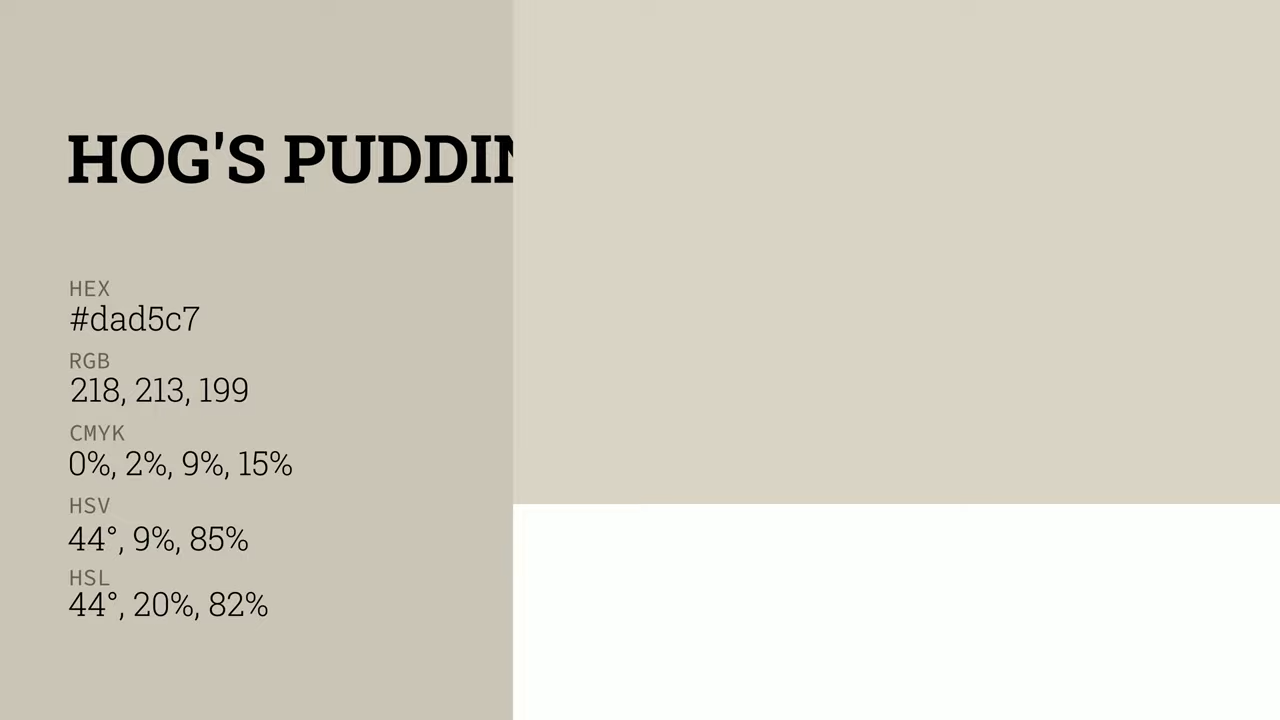 HOG'S PUDDIN
HEX
#dad5c7
RGB
218, 213, 199
CMYK
0%, 2%, 9%, 15%
HSV
44°, 9%, 85%
HSL
44°, 20%, 82%